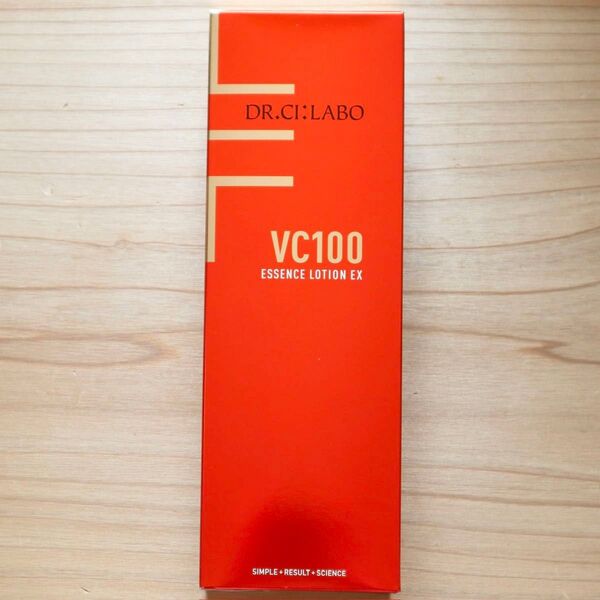 DR.CI:LABO
VC100
ESSENCE LOTION EX
SIMPLE+RESULT+SCIENCE